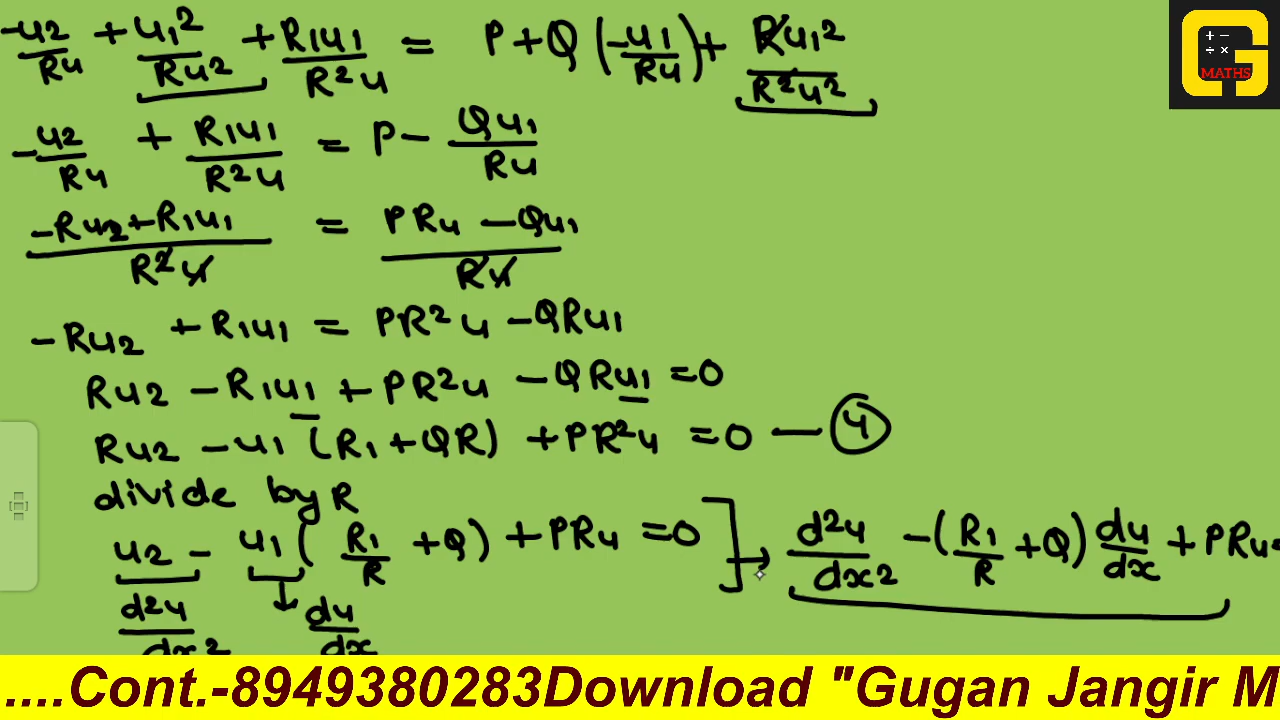 -u2/Ru + u1²/Ru² + R1u1/R²u = P + Q(-u1/Ru) + Ru1²/R²u²
-u2/Ru + R1u1/R²u = P - Qu1/Ru
-Ru2+R1u1/R²u = PRu - Qu1/Ru
-Ru2 + R1u1 = PR²u - QRu1
Ru2 - R1u1 + PR²u - QRu1 = 0
Ru2 - u1 (R1 + QR) + PR²u = 0 — 4
divide by R
u2 - u1 ( R1/R + Q) + PRu = 0 ] → d²u/dx2 - (R1/R + Q) du/dx + PRu=
d²u/dx2 du/dx
+ − ÷ × MATHS
....Cont.-8949380283Download "Gugan Jangir M